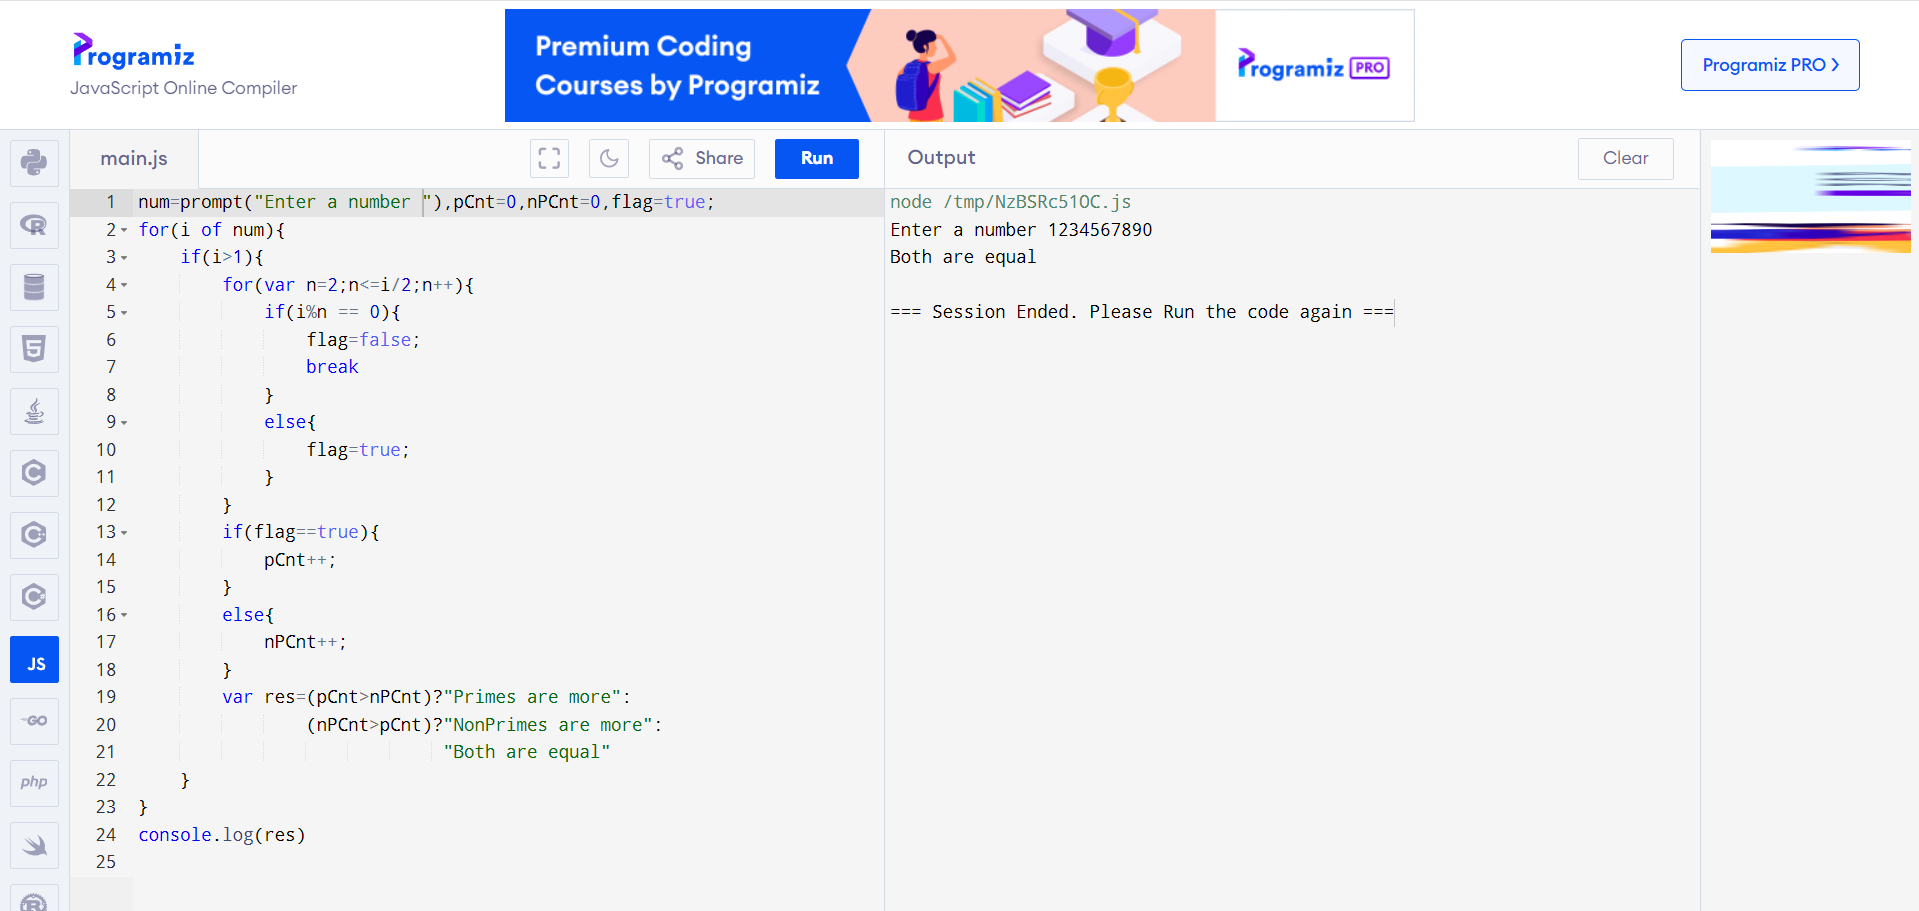 Programiz
JavaScript Online Compiler
Premium Coding
Courses by Programiz
Programiz PRO
Programiz PRO
main.js
Share
Run
Output
Clear
1 num=prompt("Enter a number "),pCnt=0,nPCnt=0,flag=true;
2 for(i of num){
3 if(i>1){
4 for(var n=2;n<=i/2;n++){
5 if(i%n == 0){
6 flag=false;
7 break
8 }
9 else{
10 flag=true;
11 }
12 }
13 if(flag==true){
14 pCnt++;
15 }
16 else{
17 nPCnt++;
18 }
19 var res=(pCnt>nPCnt)?"Primes are more":
20 (nPCnt>pCnt)?"NonPrimes are more":
21 "Both are equal"
22 }
23 }
24 console.log(res)
25
node /tmp/NzBSRc51OC.js
Enter a number 1234567890
Both are equal
=== Session Ended. Please Run the code again ===
R
5
C
C
C
JS
GO
php
R